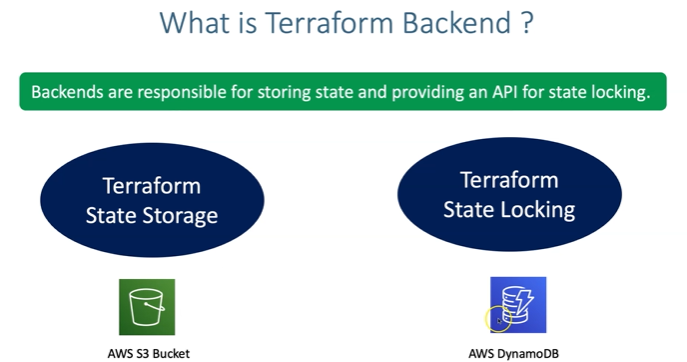 What is Terraform Backend ?
Backends are responsible for storing state and providing an API for state locking.
Terraform
State Storage
Terraform
State Locking
AWS S3 Bucket
AWS DynamoDB